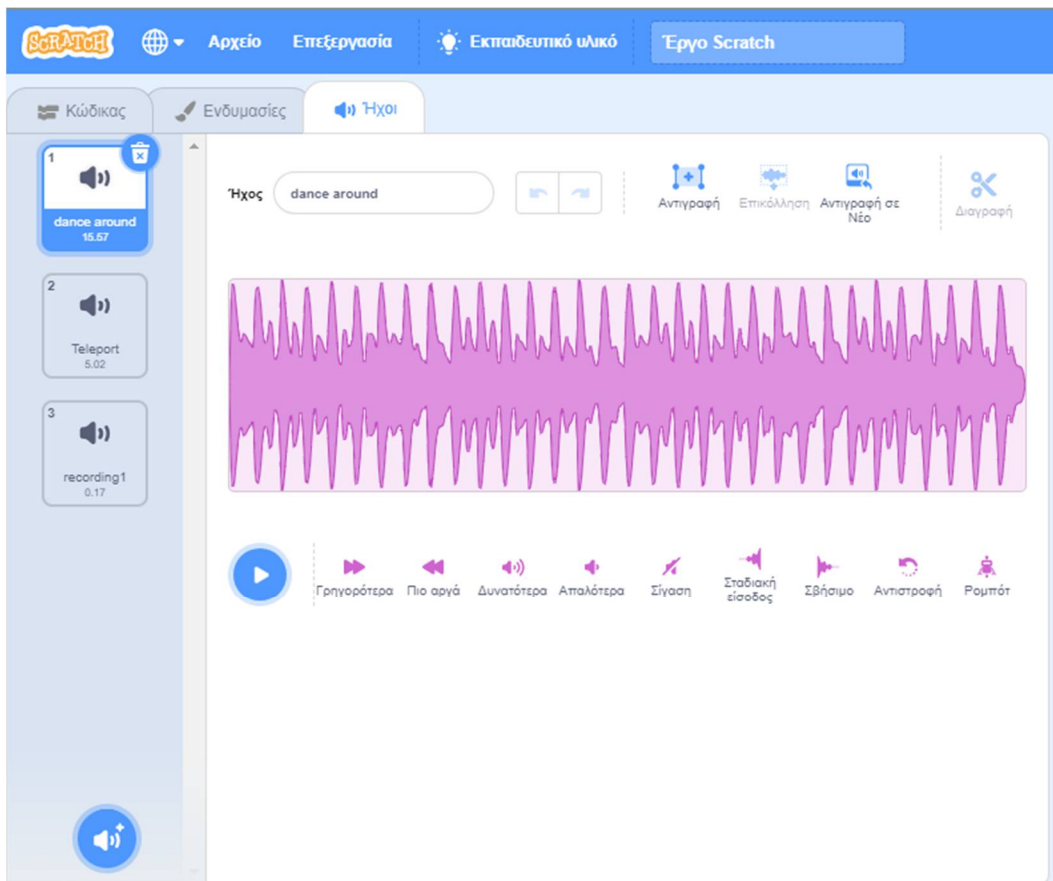 SCRATCH Αρχείο Επεξεργασία Εκπαιδευτικό υλικό Έργο Scratch
Κώδικας Ενδυμασίες Ήχοι
1
dance around
15.57
2
Teleport
5.02
3
recording1
0.17
Ήχος dance around
Αντιγραφή Επικόλληση Αντιγραφή σε
Νέο
Διαγραφή
Γρηγορότερα Πιο αργά Δυνατότερα Απαλότερα Σίγαση Σταδιακή
είσοδος Σβήσιμο Αντιστροφή Ρομπότ